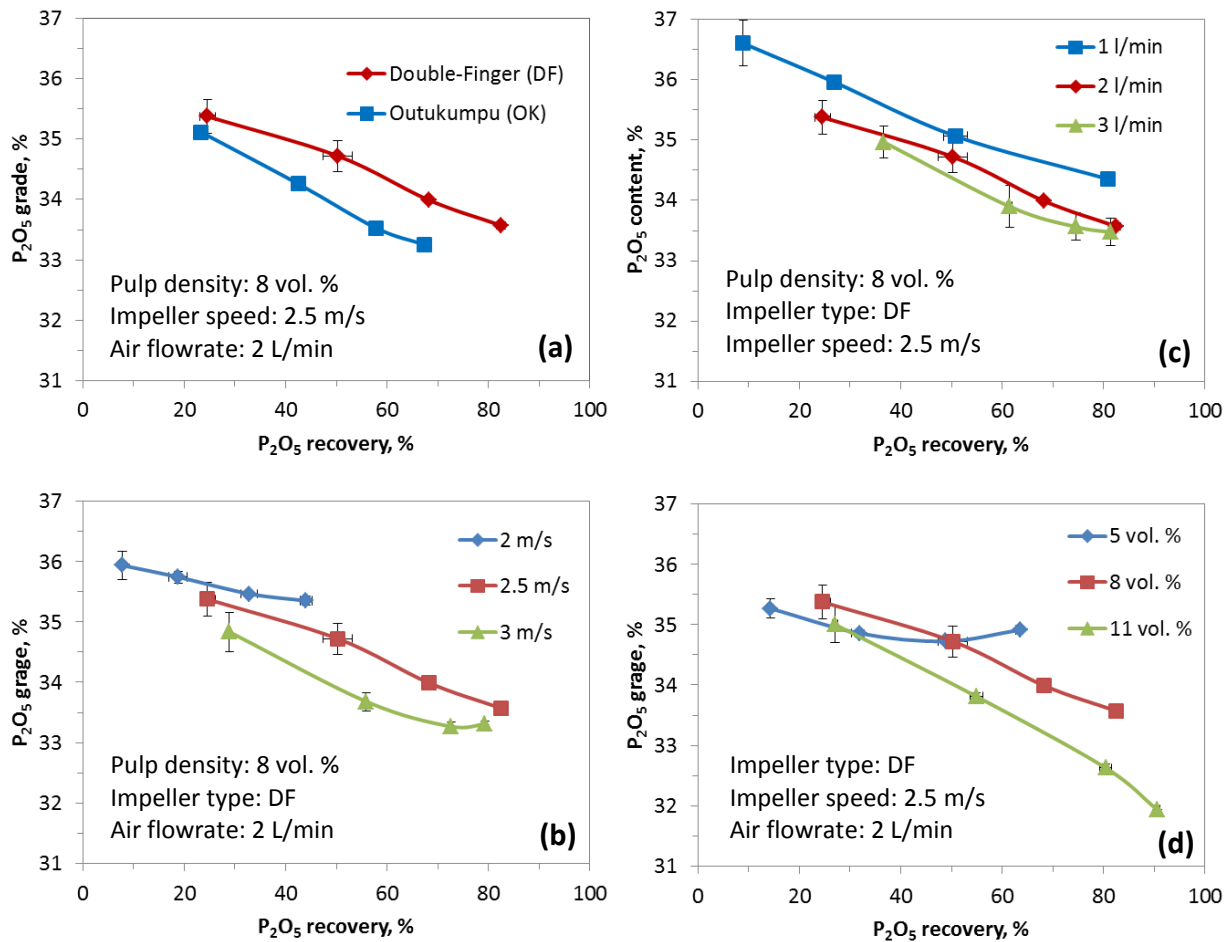 37
36
35
34
33
32
31
P₂O₅ grade, %
Double-Finger (DF)
Outukumpu (OK)
Pulp density: 8 vol. %
Impeller speed: 2.5 m/s
Air flowrate: 2 L/min
(a)
0 20 40 60 80 100
P₂O₅ recovery, %
37
36
35
34
33
32
31
P₂O₅ content, %
1 l/min
2 l/min
3 l/min
Pulp density: 8 vol. %
Impeller type: DF
Impeller speed: 2.5 m/s
(c)
0 20 40 60 80 100
P₂O₅ recovery, %
37
36
35
34
33
32
31
P₂O₅ grage, %
2 m/s
2.5 m/s
3 m/s
Pulp density: 8 vol. %
Impeller type: DF
Air flowrate: 2 L/min
(b)
0 20 40 60 80 100
P₂O₅ recovery, %
37
36
35
34
33
32
31
P₂O₅ grage, %
5 vol. %
8 vol. %
11 vol. %
Impeller type: DF
Impeller speed: 2.5 m/s
Air flowrate: 2 L/min
(d)
0 20 40 60 80 100
P₂O₅ recovery, %